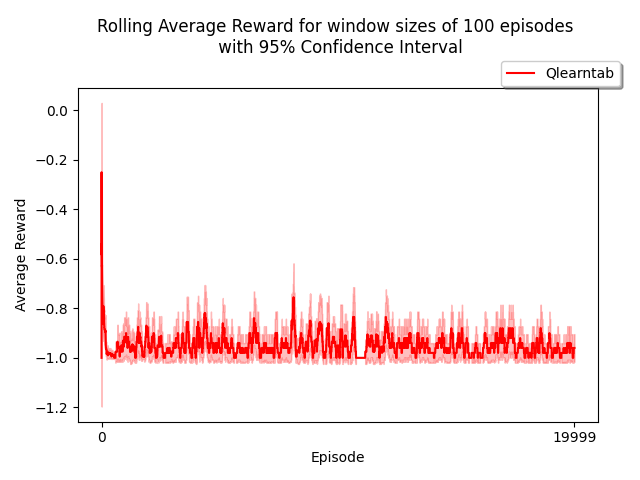 Rolling Average Reward for window sizes of 100 episodes
with 95% Confidence Interval
Qlearntab
0.0
−0.2
−0.4
−0.6
−0.8
−1.0
−1.2
Average Reward
0
19999
Episode